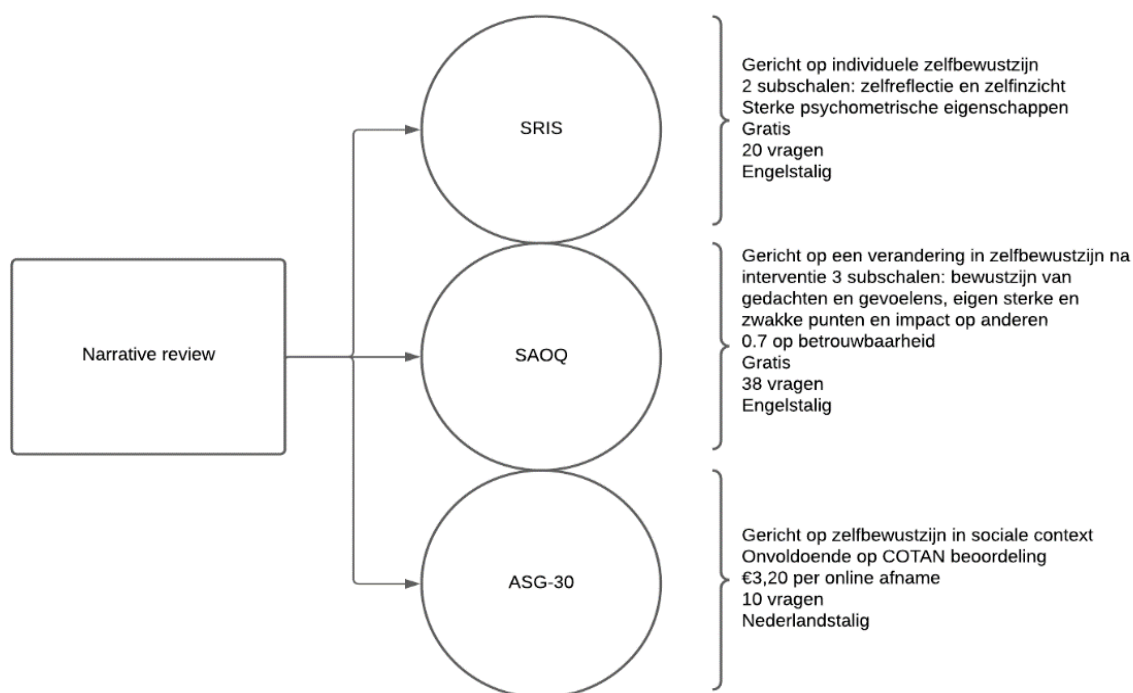 Narrative review
SRIS
Gericht op individuele zelfbewustzijn
2 subschalen: zelfreflectie en zelfinzicht
Sterke psychometrische eigenschappen
Gratis
20 vragen
Engelstalig
SAOQ
Gericht op een verandering in zelfbewustzijn na
interventie 3 subschalen: bewustzijn van
gedachten en gevoelens, eigen sterke en
zwakke punten en impact op anderen
0.7 op betrouwbaarheid
Gratis
38 vragen
Engelstalig
ASG-30
Gericht op zelfbewustzijn in sociale context
Onvoldoende op COTAN beoordeling
€3,20 per online afname
10 vragen
Nederlandstalig